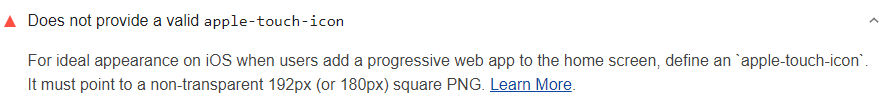 Does not provide a valid apple-touch-icon
For ideal appearance on iOS when users add a progressive web app to the home screen, define an `apple-touch-icon`.
It must point to a non-transparent 192px (or 180px) square PNG. Learn More.